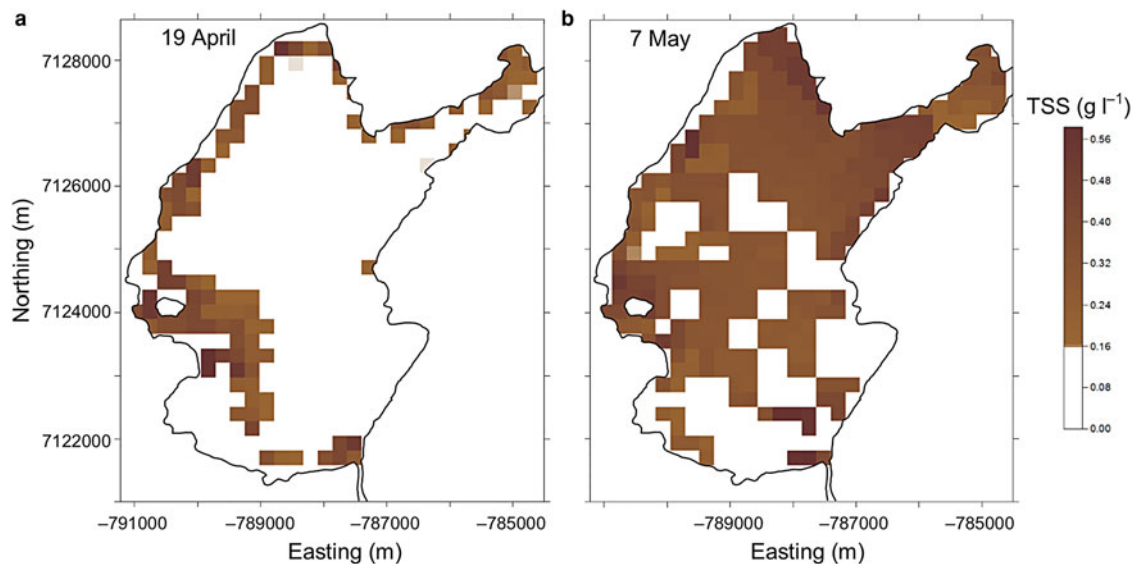 a
19 April
b
7 May
Northing (m)
7128000
7126000
7124000
7122000
−791000
−789000
−787000
−785000
Easting (m)
−789000
−787000
−785000
Easting (m)
TSS (g l⁻¹)
0.56
0.48
0.40
0.32
0.24
0.16
0.08
0.00